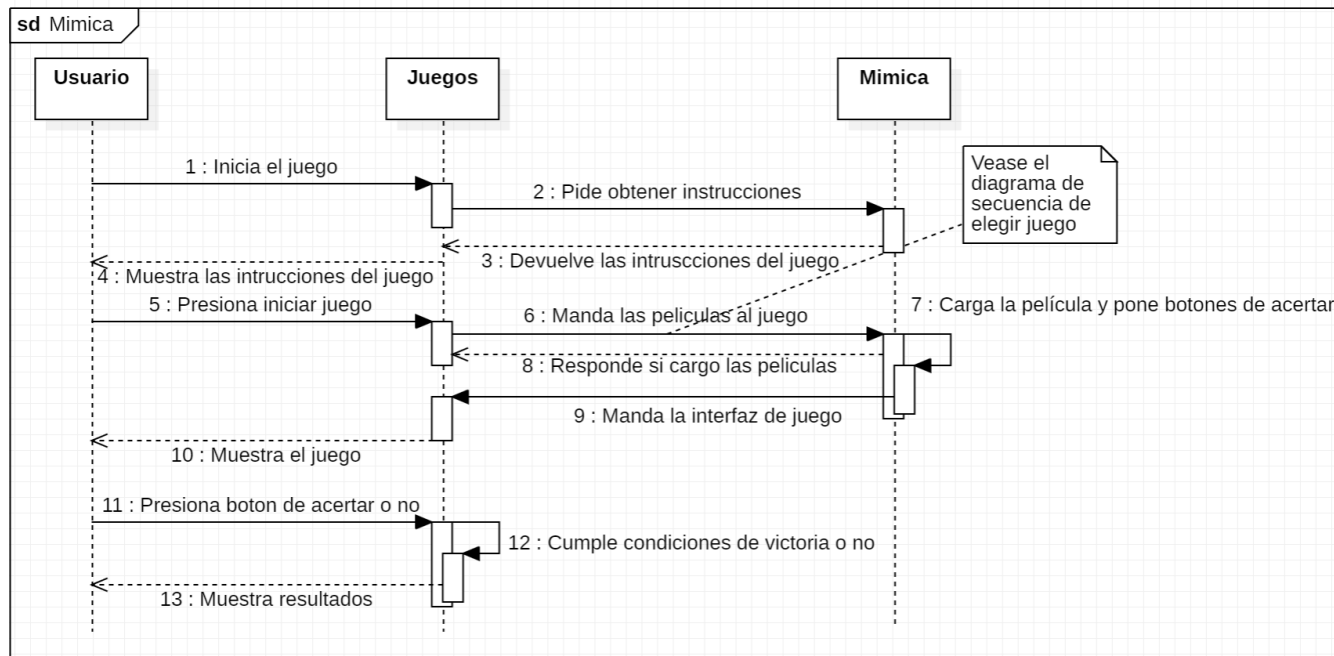 sd Mimica
Usuario
Juegos
Mimica
1 : Inicia el juego
2 : Pide obtener instrucciones
Vease el
diagrama de
secuencia de
elegir juego
3 : Devuelve las intruscciones del juego
4 : Muestra las intrucciones del juego
5 : Presiona iniciar juego
6 : Manda las peliculas al juego
7 : Carga la película y pone botones de acertar
8 : Responde si cargo las peliculas
9 : Manda la interfaz de juego
10 : Muestra el juego
11 : Presiona boton de acertar o no
12 : Cumple condiciones de victoria o no
13 : Muestra resultados